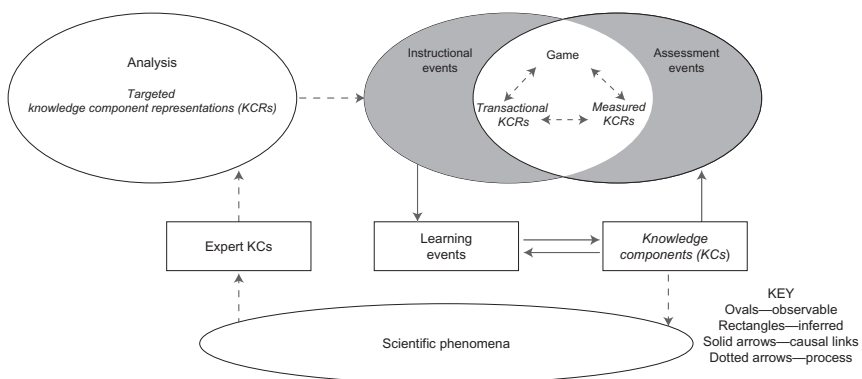 Analysis
Targeted
knowledge component representations (KCRs)
Instructional
events
Game
Assessment
events
Transactional
KCRs
Measured
KCRs
Expert KCs
Learning
events
Knowledge
components (KCs)
Scientific phenomena
KEY
Ovals—observable
Rectangles—inferred
Solid arrows—causal links
Dotted arrows—process